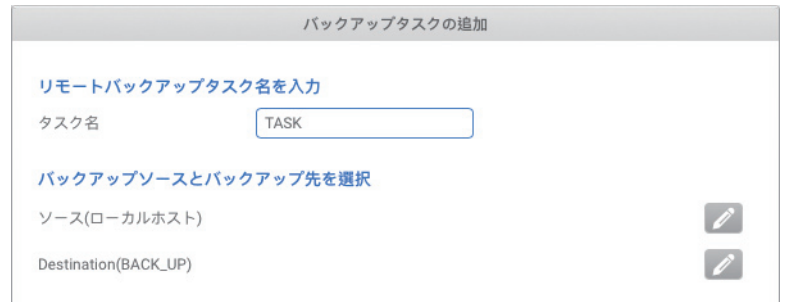 バックアップタスクの追加
リモートバックアップタスク名を入力
タスク名 TASK
バックアップソースとバックアップ先を選択
ソース(ローカルホスト)
Destination(BACK_UP)